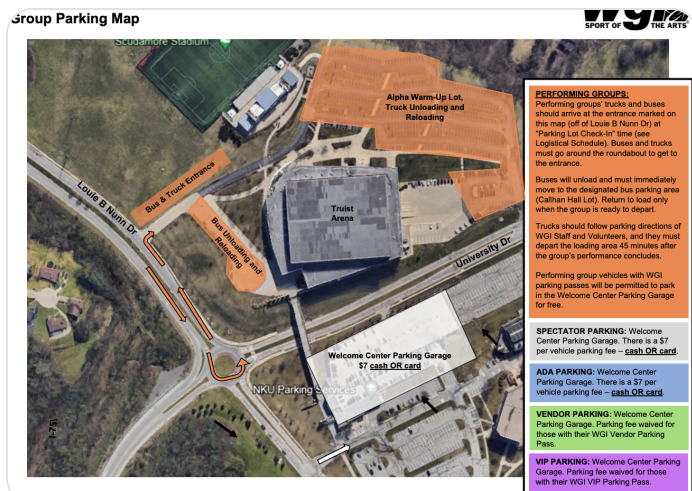 Group Parking Map
WGI
SPORT OF THE ARTS
Scudamore Stadium
Alpha Warm-Up Lot,
Truck Unloading and
Reloading
Bus & Truck Entrance
Louie B Nunn Dr
Bus Unloading and
Reloading
Truist
Arena
University Dr
Welcome Center Parking Garage
$7 cash OR card
NKU Parking Services
I-75\
PERFORMING GROUPS:
Performing groups' trucks and buses
should arrive at the entrance marked on
this map (off of Louie B Nunn Dr) at
"Parking Lot Check-In" time (see
Logistical Schedule). Buses and trucks
must go around the roundabout to get to
the entrance.
Buses will unload and must immediately
move to the designated bus parking area
(Callhan Hall Lot). Return to load only
when the group is ready to depart.
Trucks should follow parking directions of
WGI Staff and Volunteers, and they must
depart the loading area 45 minutes after
the group's performance concludes.
Performing group vehicles with WGI
parking passes will be permitted to park
in the Welcome Center Parking Garage
for free.
SPECTATOR PARKING: Welcome
Center Parking Garage. There is a $7
per vehicle parking fee – cash OR card.
ADA PARKING: Welcome Center
Parking Garage. There is a $7 per
vehicle parking fee – cash OR card.
VENDOR PARKING: Welcome Center
Parking Garage. Parking fee waived for
those with their WGI Vendor Parking
Pass.
VIP PARKING: Welcome Center Parking
Garage. Parking fee waived for those
with their WGI VIP Parking Pass.